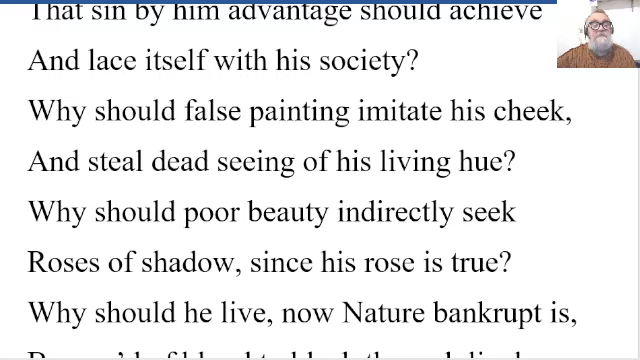 That sin by him advantage should achieve
And lace itself with his society?
Why should false painting imitate his cheek,
And steal dead seeing of his living hue?
Why should poor beauty indirectly seek
Roses of shadow, since his rose is true?
Why should he live, now Nature bankrupt is,